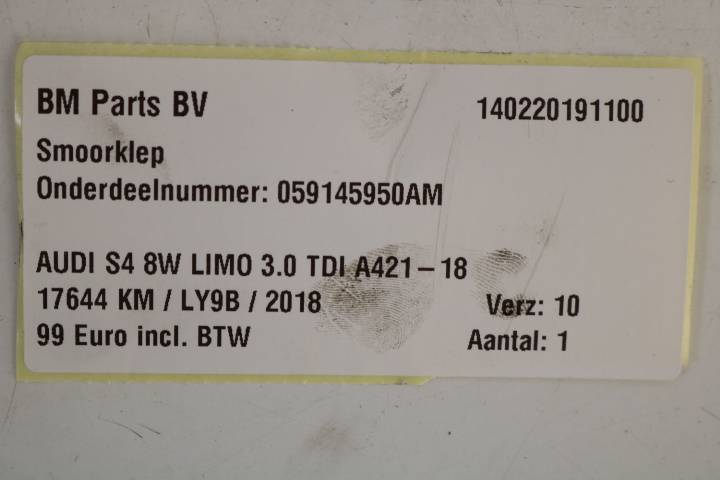 BM Parts BV 140220191100
Smoorklep
Onderdeelnummer: 059145950AM
AUDI S4 8W LIMO 3.0 TDI A421-18
17644 KM / LY9B / 2018 Verz: 10
99 Euro incl. BTW Aantal: 1